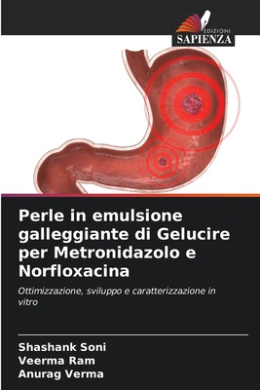 EDIZIONI
SAPIENZA
Perle in emulsione
galleggiante di Gelucire
per Metronidazolo e
Norfloxacina
Ottimizzazione, sviluppo e caratterizzazione in
vitro
Shashank Soni
Veerma Ram
Anurag Verma